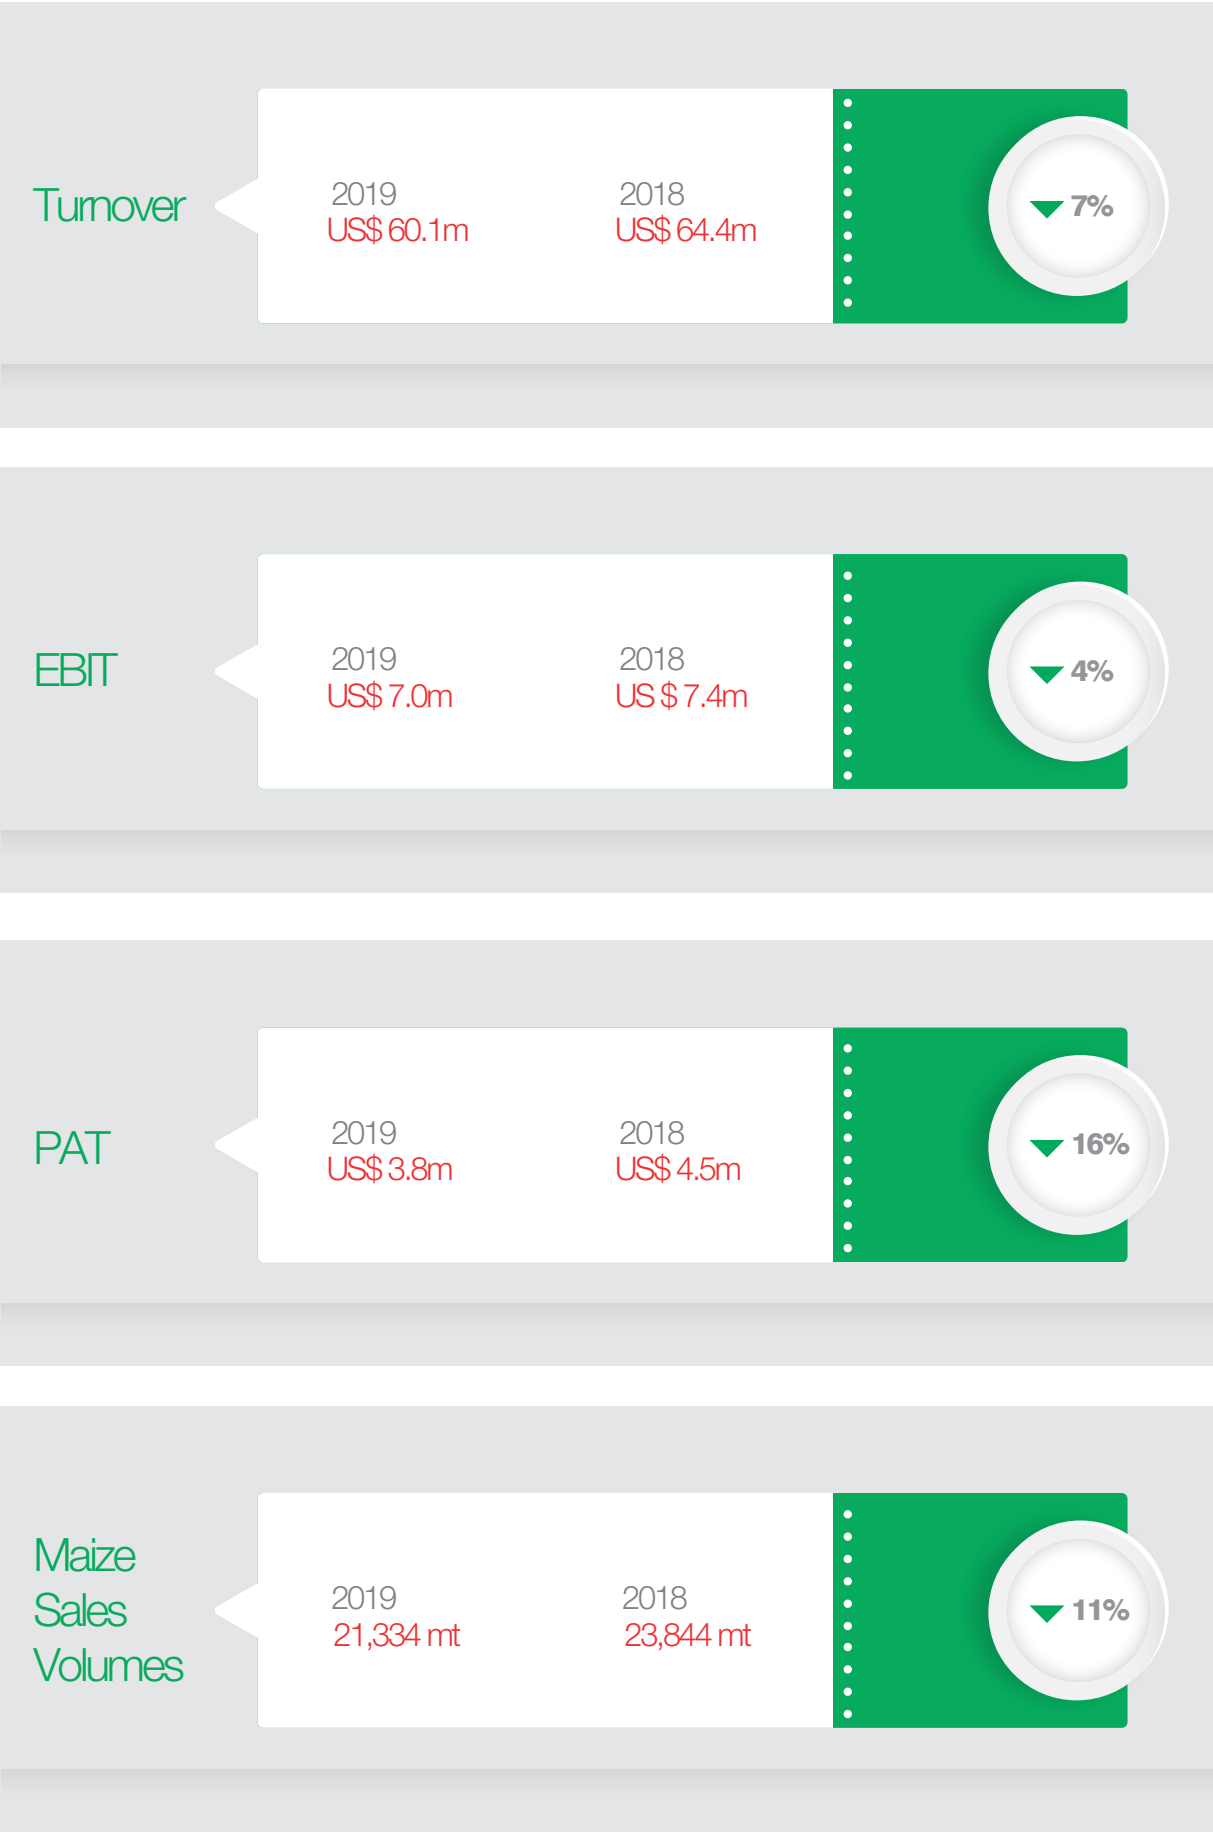 Turnover
2019
US$ 60.1m
2018
US$ 64.4m
7%
EBIT
2019
US$ 7.0m
2018
US $ 7.4m
4%
PAT
2019
US$ 3.8m
2018
US$ 4.5m
16%
Maize
Sales
Volumes
2019
21,334 mt
2018
23,844 mt
11%